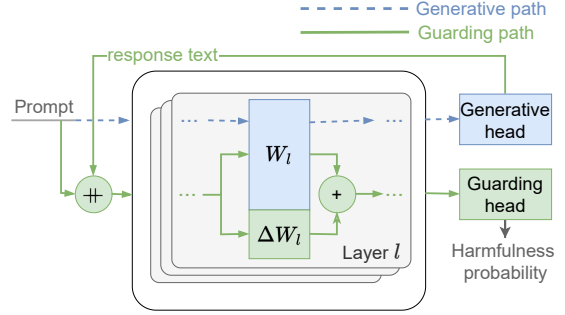 Generative path
Guarding path
response text
Prompt
Generative
head
... ...
W_l
⧺
... + ...
Guarding
head
ΔW_l
Layer l
Harmfulness
probability